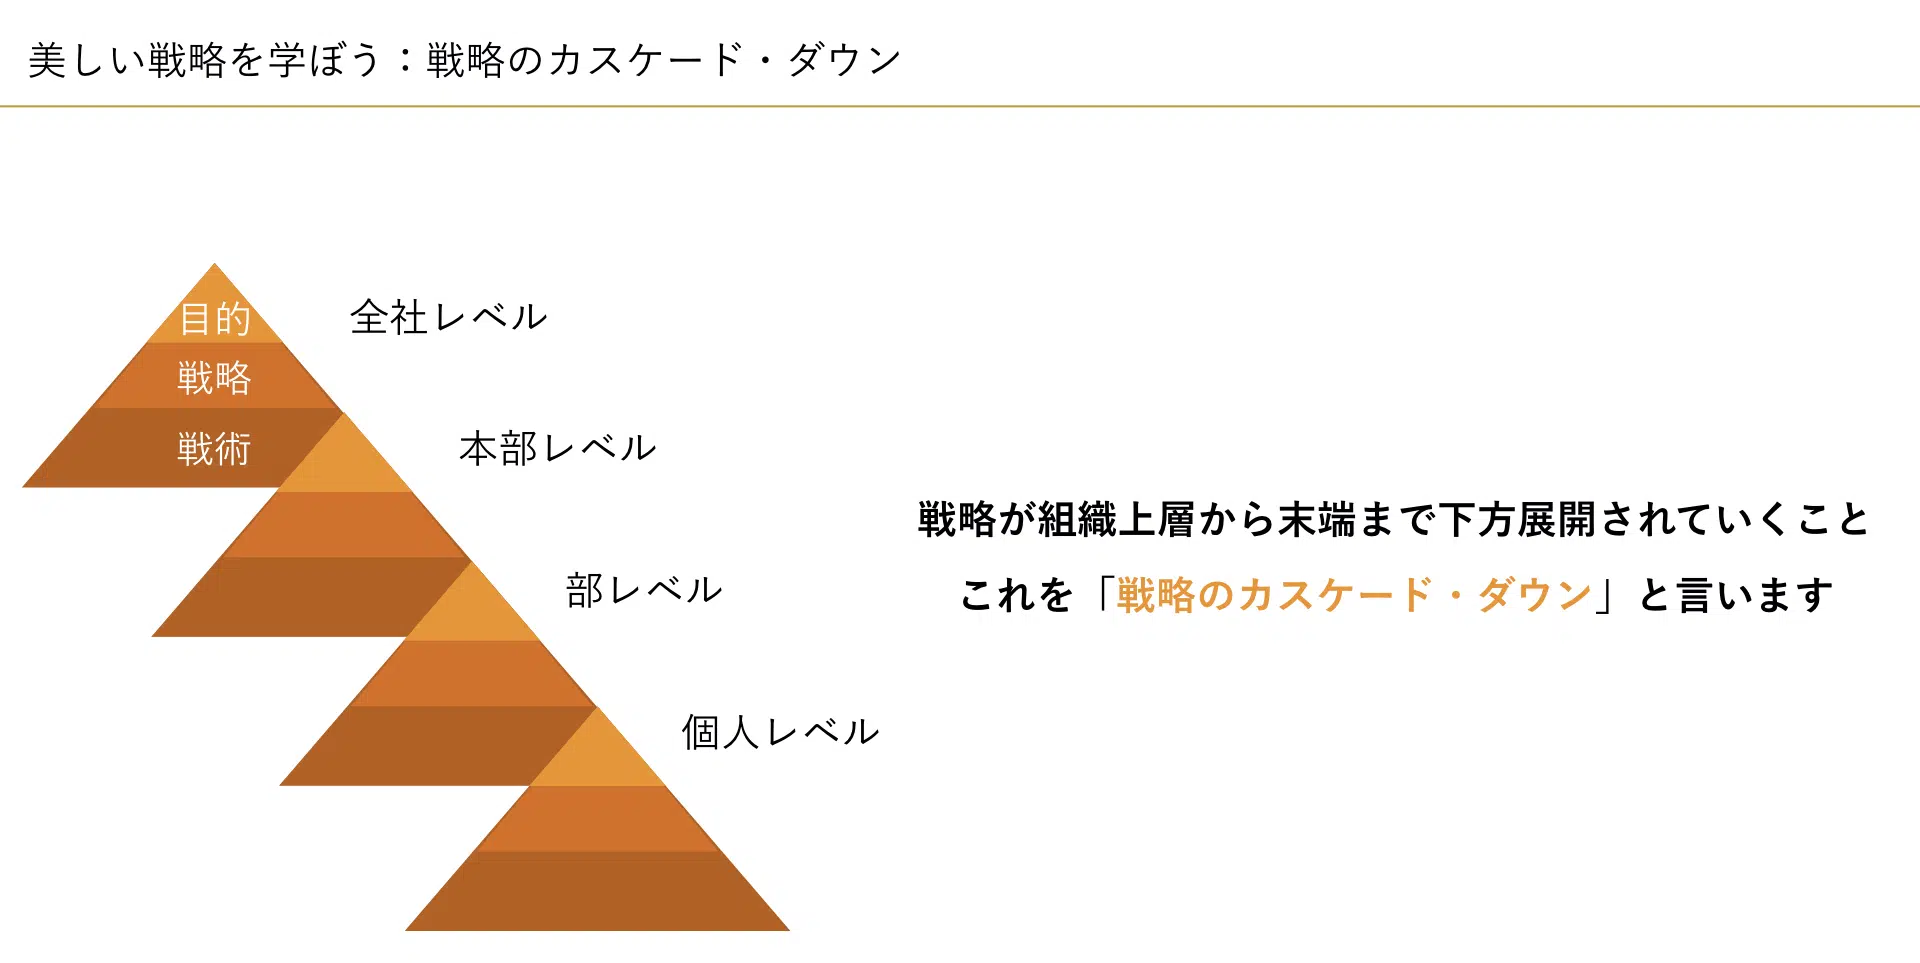 美しい戦略を学ぼう：戦略のカスケード・ダウン
目的
全社レベル
戦略
戦術
本部レベル
部レベル
個人レベル
戦略が組織上層から末端まで下方展開されていくこと
これを「戦略のカスケード・ダウン」と言います